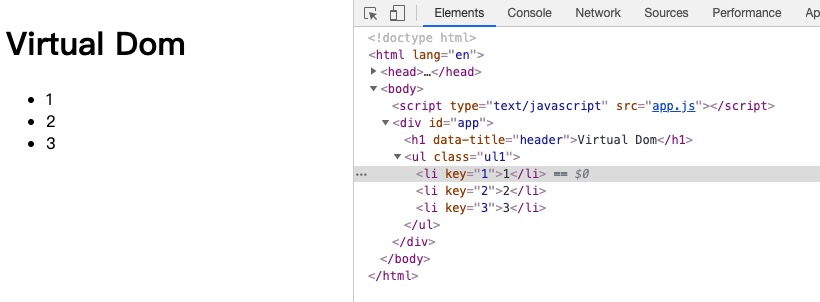 Virtual Dom
• 1
• 2
• 3
Elements Console Network Sources Performance Ap
<!doctype html>
<html lang="en">
<head>…</head>
<body>
<script type="text/javascript" src="app.js"></script>
<div id="app">
<h1 data-title="header">Virtual Dom</h1>
<ul class="ul1">
<li key="1">1</li> == $0
<li key="2">2</li>
<li key="3">3</li>
</ul>
</div>
</body>
</html>